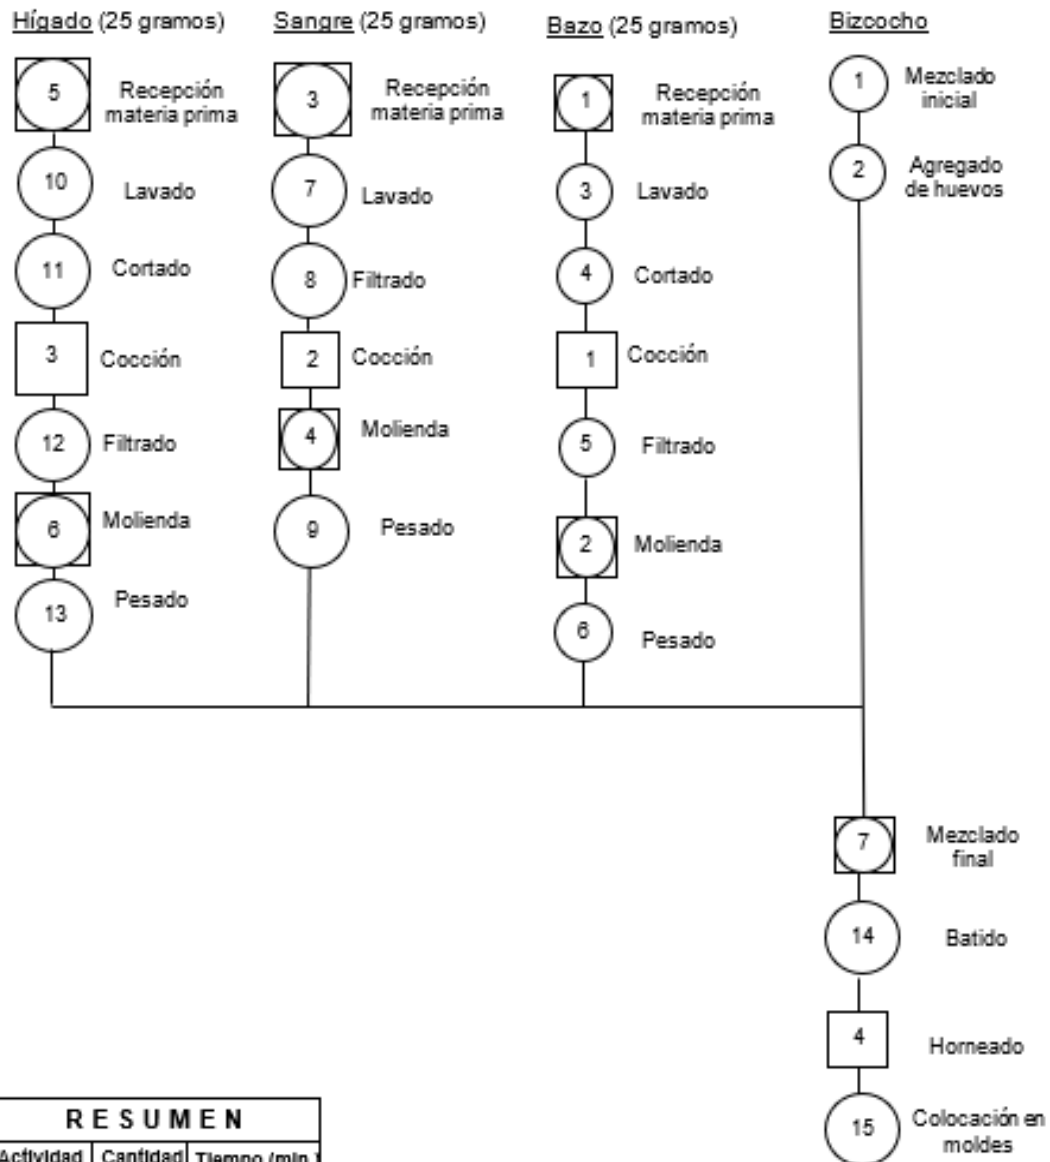 Hígado (25 gramos)
5
Recepción
materia prima
10
Lavado
11
Cortado
3
Cocción
12
Filtrado
6
Molienda
13
Pesado
Sangre (25 gramos)
3
Recepción
materia prima
7
Lavado
8
Filtrado
2
Cocción
4
Molienda
9
Pesado
Bazo (25 gramos)
1
Recepción
materia prima
3
Lavado
4
Cortado
1
Cocción
5
Filtrado
2
Molienda
6
Pesado
Bizcocho
1
Mezclado
inicial
2
Agregado
de huevos
7
Mezclado
final
14
Batido
4
Horneado
15
Colocación en
moldes
RESUMEN
Actividad Cantidad Tiempo (min.)